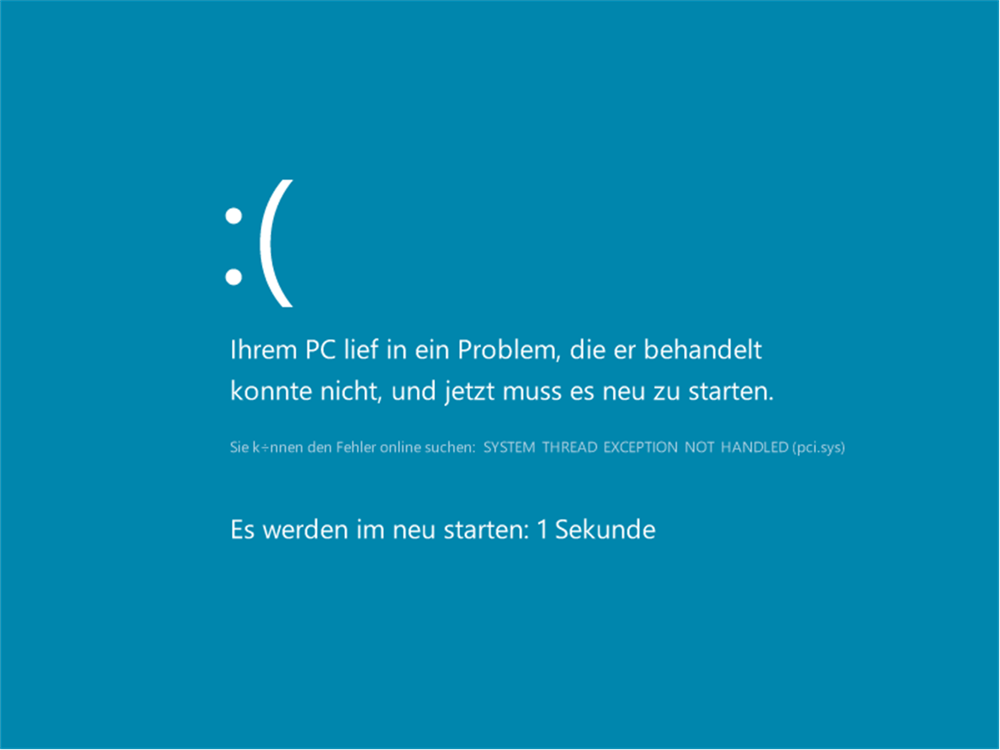 :(
Ihrem PC lief in ein Problem, die er behandelt
konnte nicht, und jetzt muss es neu zu starten.
Sie k÷nnen den Fehler online suchen: SYSTEM THREAD EXCEPTION NOT HANDLED (pci.sys)
Es werden im neu starten: 1 Sekunde